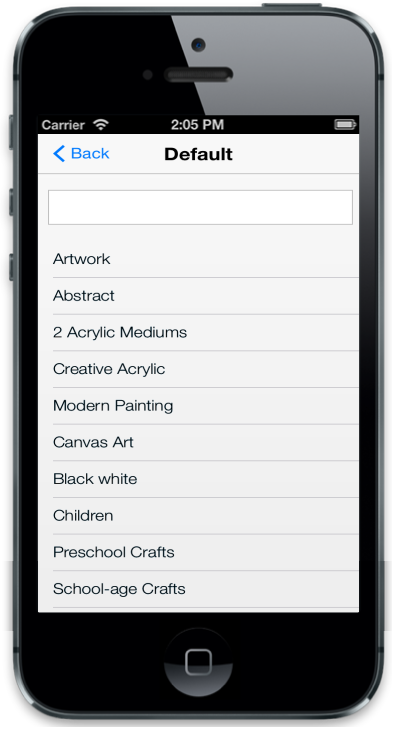 Carrier 2:05 PM
Back Default
Artwork
Abstract
2 Acrylic Mediums
Creative Acrylic
Modern Painting
Canvas Art
Black white
Children
Preschool Crafts
School-age Crafts